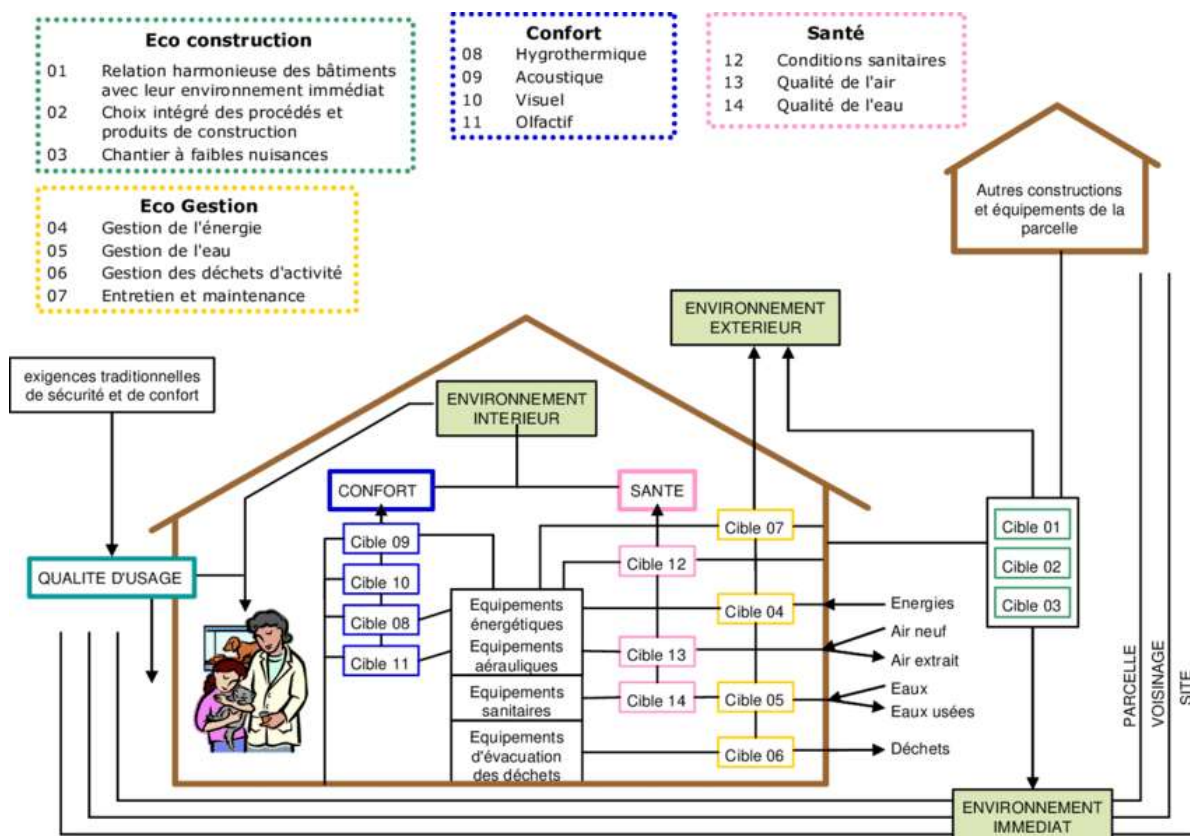 Eco construction
01 Relation harmonieuse des bâtiments
avec leur environnement immédiat
02 Choix intégré des procédés et
produits de construction
03 Chantier à faibles nuisances
Confort
08 Hygrothermique
09 Acoustique
10 Visuel
11 Olfactif
Santé
12 Conditions sanitaires
13 Qualité de l'air
14 Qualité de l'eau
Eco Gestion
04 Gestion de l'énergie
05 Gestion de l'eau
06 Gestion des déchets d'activité
07 Entretien et maintenance
Autres constructions
et équipements de la
parcelle
ENVIRONNEMENT
EXTERIEUR
exigences traditionnelles
de sécurité et de confort
ENVIRONNEMENT
INTERIEUR
CONFORT
SANTE
QUALITE D'USAGE
Cible 09
Cible 10
Cible 08
Cible 11
Equipements
énergétiques
Equipements
aérauliques
Equipements
sanitaires
Equipements
d'évacuation
des déchets
Cible 07
Cible 12
Cible 04
Cible 13
Cible 14
Cible 05
Cible 06
Energies
Air neuf
Air extrait
Eaux
Eaux usées
Déchets
Cible 01
Cible 02
Cible 03
PARCELLE
VOISINAGE
SITE
ENVIRONNEMENT
IMMEDIAT